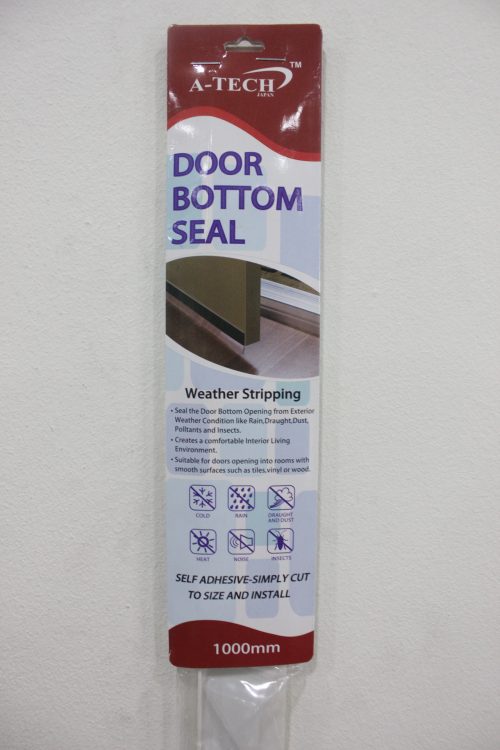 A-TECH TM
JAPAN
DOOR
BOTTOM
SEAL
Weather Stripping
• Seal the Door Bottom Opening from Exterior
Weather Condition like Rain,Draught,Dust,
Polltants and Insects.
• Creates a comfortable Interior Living
Environment.
• Suitable for doors opening into rooms with
smooth surfaces such as tiles,vinyl or wood.
COLD RAIN DRAUGHT
AND DUST
HEAT NOISE INSECTS
SELF ADHESIVE-SIMPLY CUT
TO SIZE AND INSTALL
1000mm